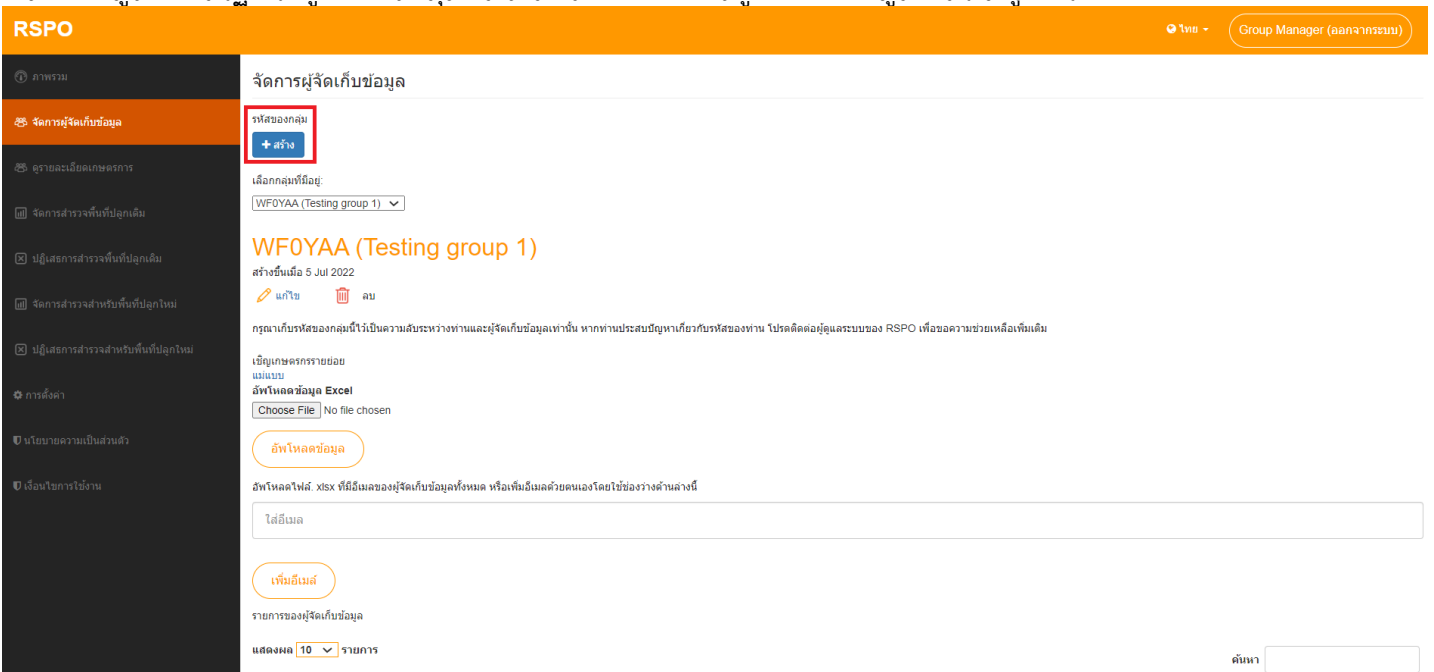 RSPO
ไทย
Group Manager (ออกจากระบบ)
ภาพรวม
จัดการผู้จัดเก็บข้อมูล
ดูรายละเอียดเกษตรการ
จัดการสำรวจพื้นที่ปลูกเดิม
ปฏิเสธการสำรวจพื้นที่ปลูกเดิม
จัดการสำรวจสำหรับพื้นที่ปลูกใหม่
ปฏิเสธการสำรวจสำหรับพื้นที่ปลูกใหม่
การตั้งค่า
นโยบายความเป็นส่วนตัว
เงื่อนไขการใช้งาน
จัดการผู้จัดเก็บข้อมูล
รหัสของกลุ่ม
+ สร้าง
เลือกกลุ่มที่มีอยู่:
WF0YAA (Testing group 1)
WF0YAA (Testing group 1)
สร้างขึ้นเมื่อ 5 Jul 2022
แก้ไข ลบ
กรุณาเก็บรหัสของกลุ่มนี้ไว้เป็นความลับระหว่างท่านและผู้จัดเก็บข้อมูลเท่านั้น หากท่านประสบปัญหาเกี่ยวกับรหัสของท่าน โปรดติดต่อผู้ดูแลระบบของ RSPO เพื่อขอความช่วยเหลือเพิ่มเติม
เชิญเกษตรกรรายย่อย
แม่แบบ
อัพโหลดข้อมูล Excel
Choose File No file chosen
อัพโหลดข้อมูล
อัพโหลดไฟล์. xlsx ที่มีอีเมลของผู้จัดเก็บข้อมูลทั้งหมด หรือเพิ่มอีเมลด้วยตนเองโดยใช้ช่องว่างด้านล่างนี้
ใส่อีเมล
เพิ่มอีเมล์
รายการของผู้จัดเก็บข้อมูล
แสดงผล 10 รายการ
ค้นหา